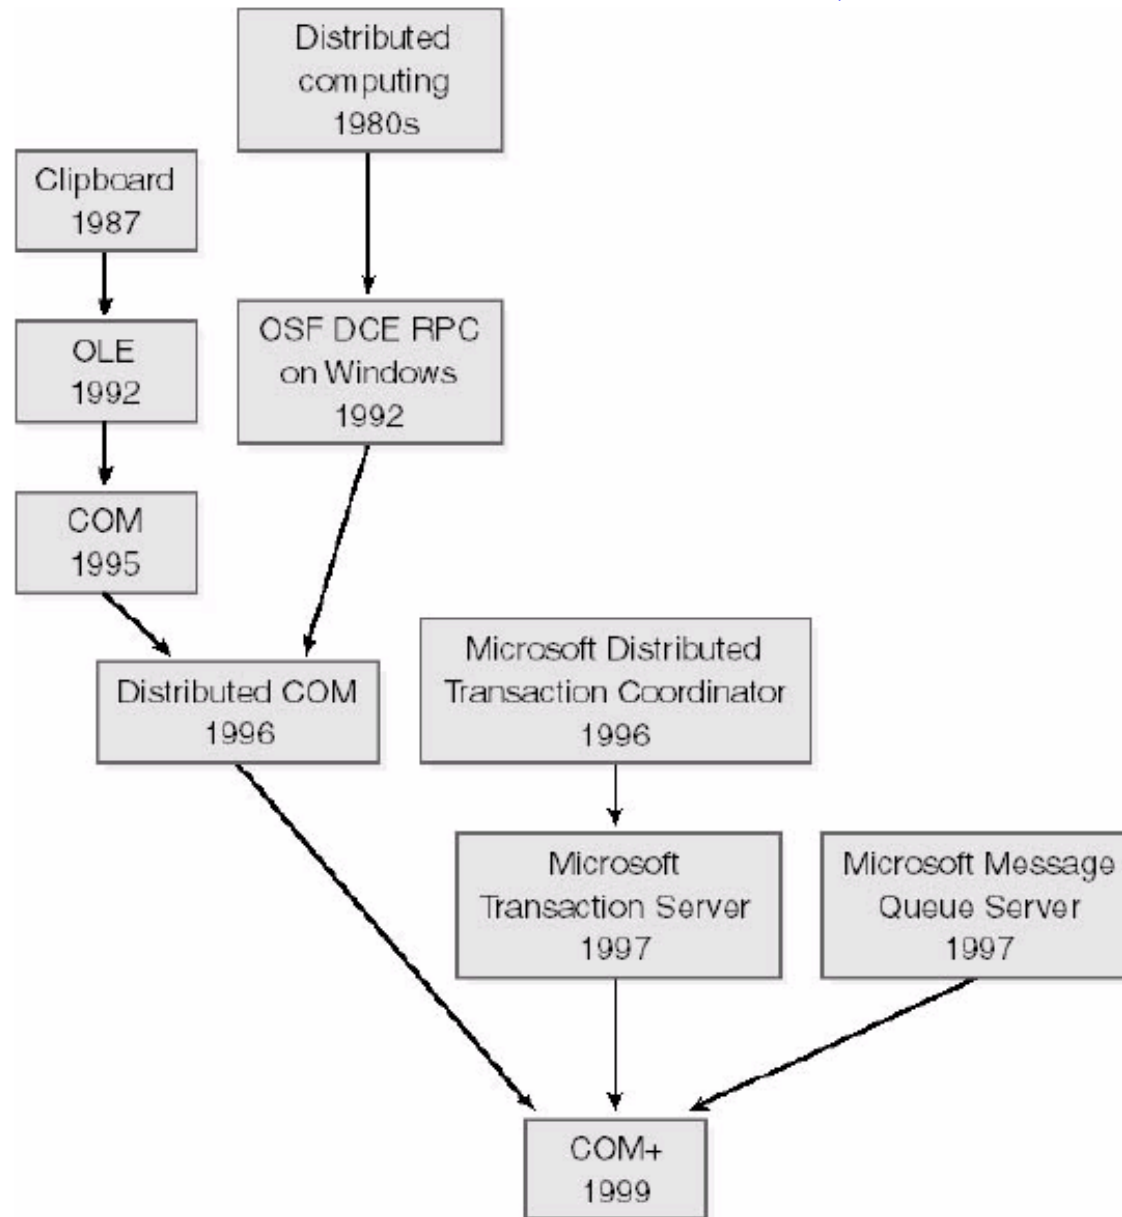 Distributed
computing
1980s
Clipboard
1987
OLE
1992
OSF DCE RPC
on Windows
1992
COM
1995
Distributed COM
1996
Microsoft Distributed
Transaction Coordinator
1996
Microsoft
Transaction Server
1997
Microsoft Message
Queue Server
1997
COM+
1999